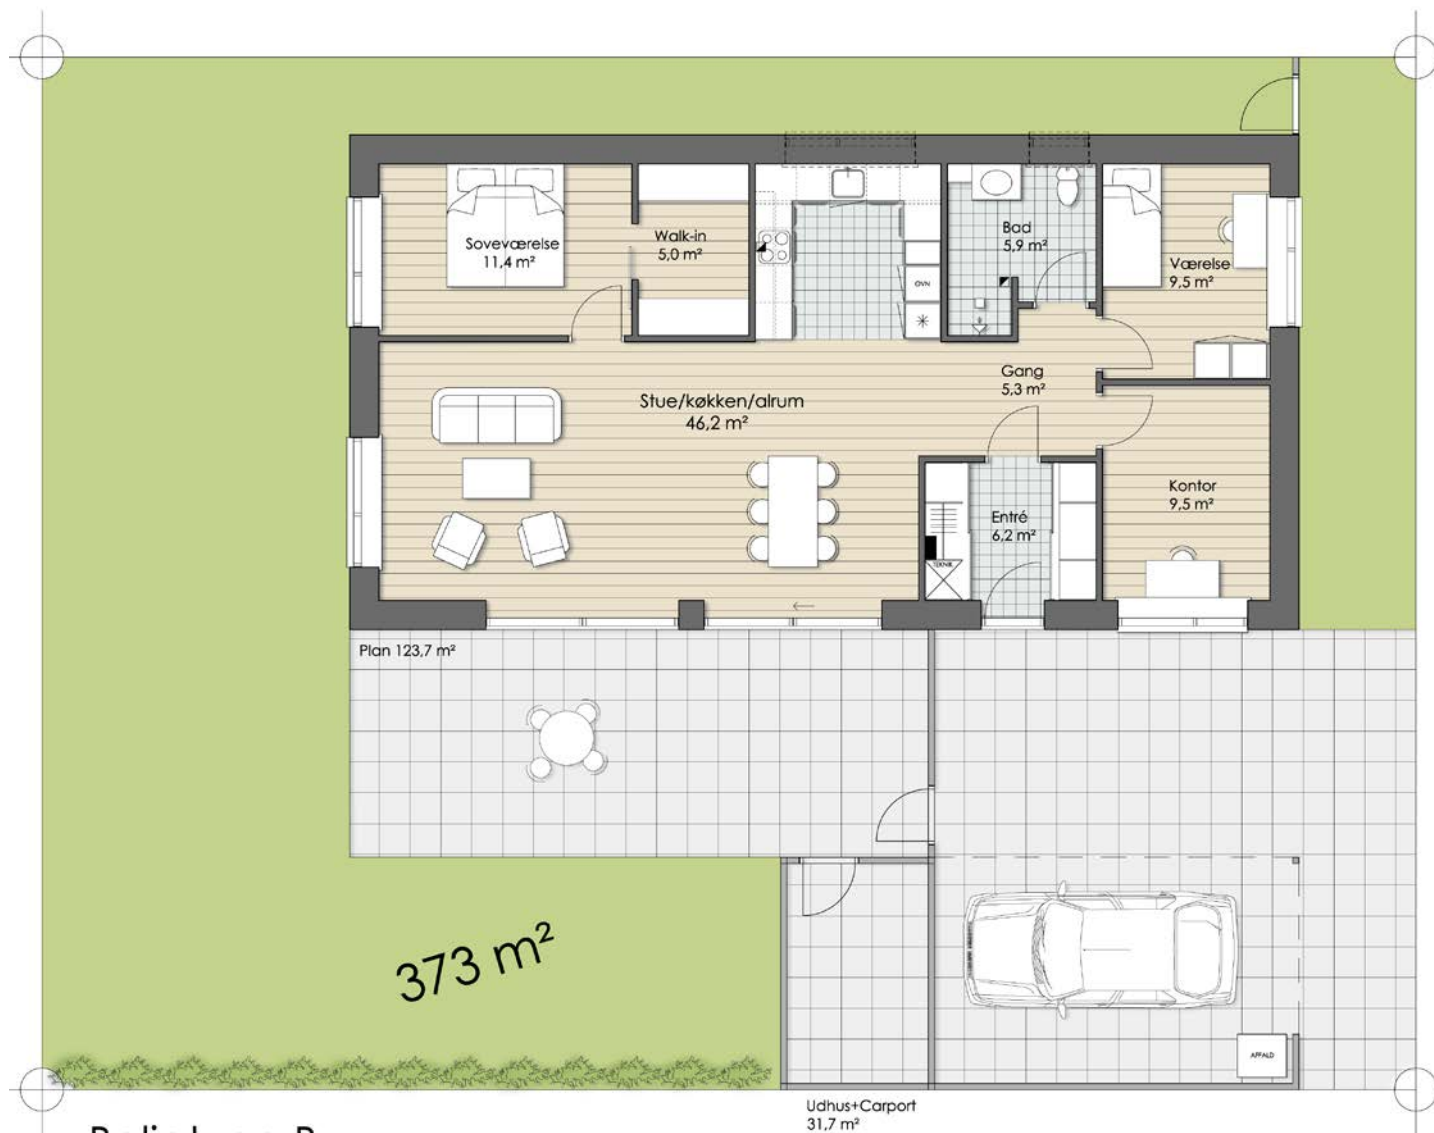 Soveværelse
11,4 m²
Walk-in
5,0 m²
OVN
Bad
5,9 m²
Værelse
9,5 m²
Gang
5,3 m²
Stue/køkken/alrum
46,2 m²
Kontor
9,5 m²
Entré
6,2 m²
TEKNIK
Plan 123,7 m²
373 m²
AFFALD
Udhus+Carport
31,7 m²